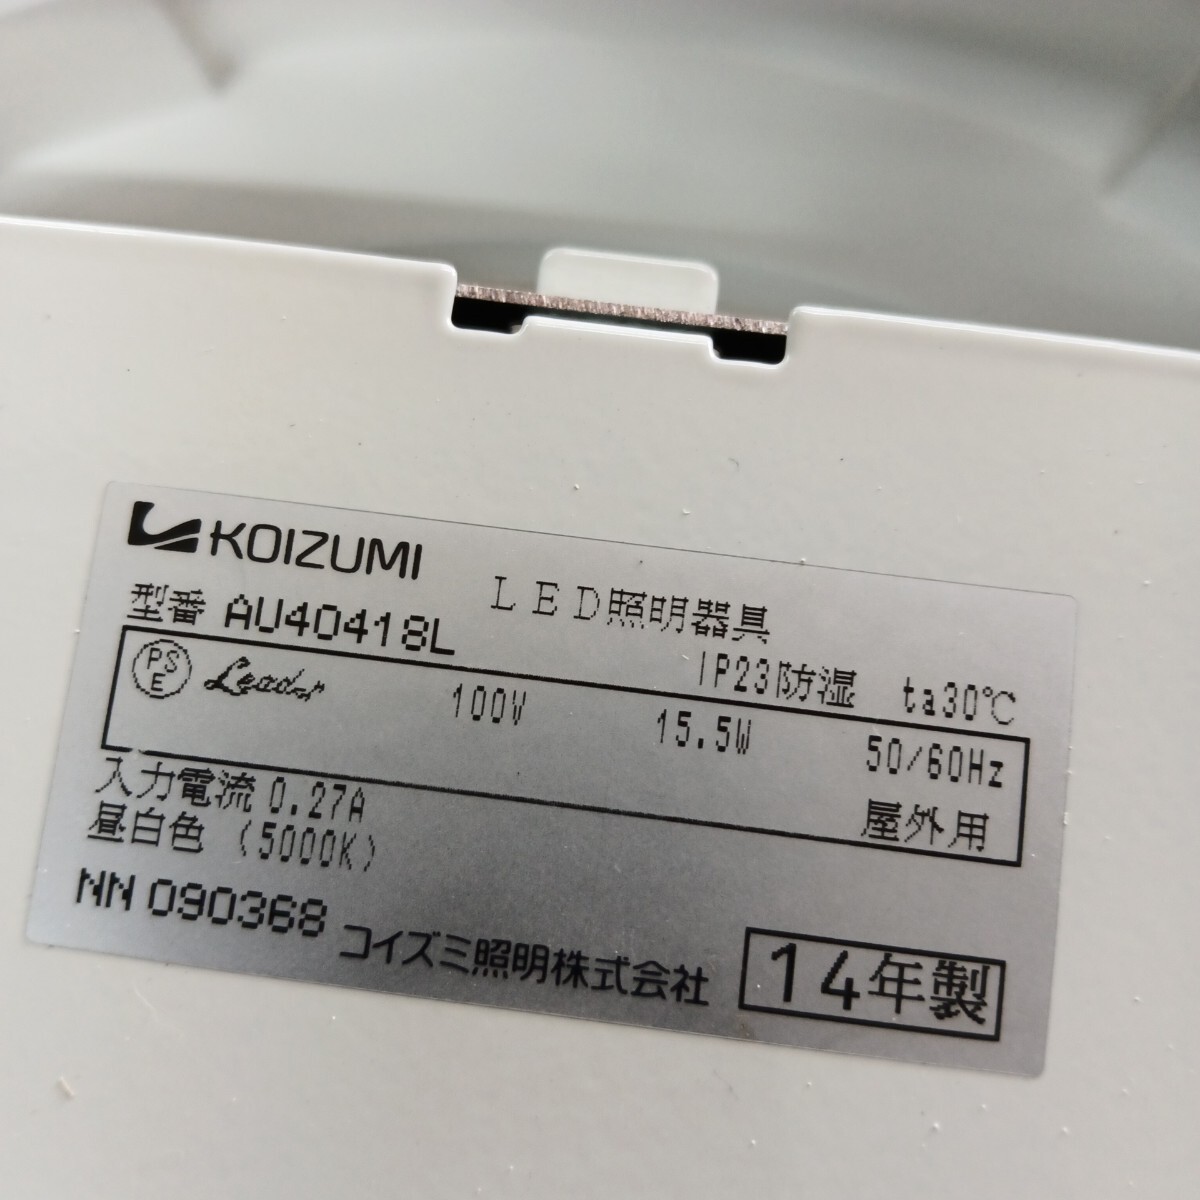 KOIZUMI
LED照明器具
型番 AU40418L
IP23防湿 ta30℃
PSE Leader 100V 15.5W 50/60Hz
入力電流 0.27A
屋外用
昼白色 (5000K)
NN 090368
コイズミ照明株式会社
14年製